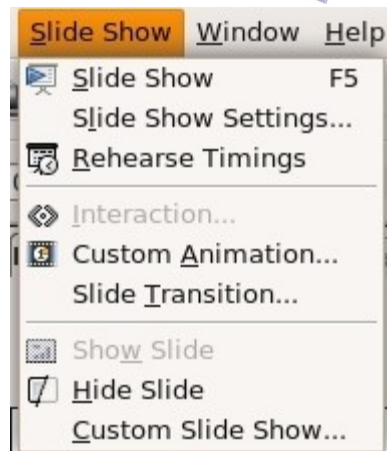 Slide Show Window Help
Slide Show F5
Slide Show Settings...
Rehearse Timings
Interaction...
Custom Animation...
Slide Transition...
Show Slide
Hide Slide
Custom Slide Show...